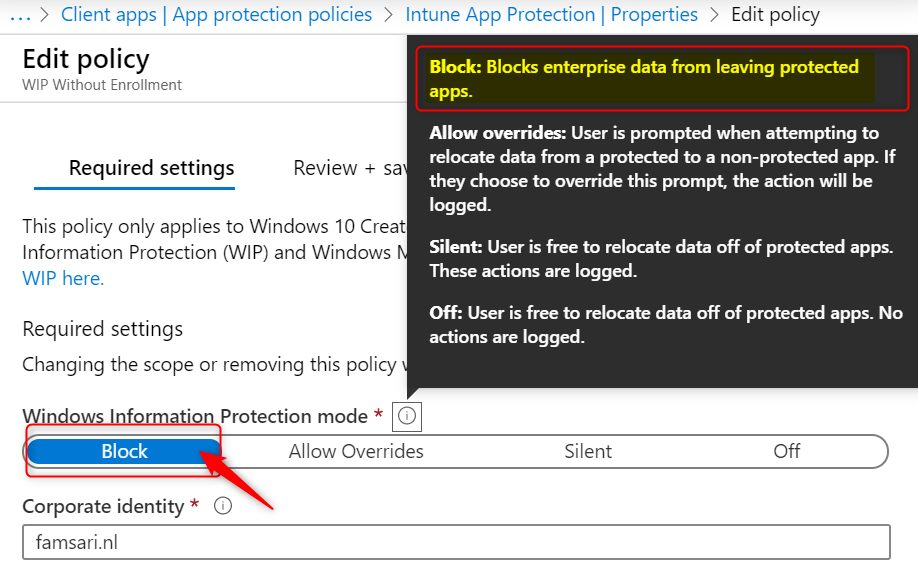 ... > Client apps | App protection policies > Intune App Protection | Properties > Edit policy
Edit policy
WIP Without Enrollment
Block: Blocks enterprise data from leaving protected
apps.
Allow overrides: User is prompted when attempting to
relocate data from a protected to a non-protected app. If
they choose to override this prompt, the action will be
logged.
Silent: User is free to relocate data off of protected apps.
These actions are logged.
Off: User is free to relocate data off of protected apps. No
actions are logged.
Required settings
Review + sav
This policy only applies to Windows 10 Creat
Information Protection (WIP) and Windows M
WIP here.
Required settings
Changing the scope or removing this policy w
Windows Information Protection mode *
Block
Allow Overrides
Silent
Off
Corporate identity *
famsari.nl